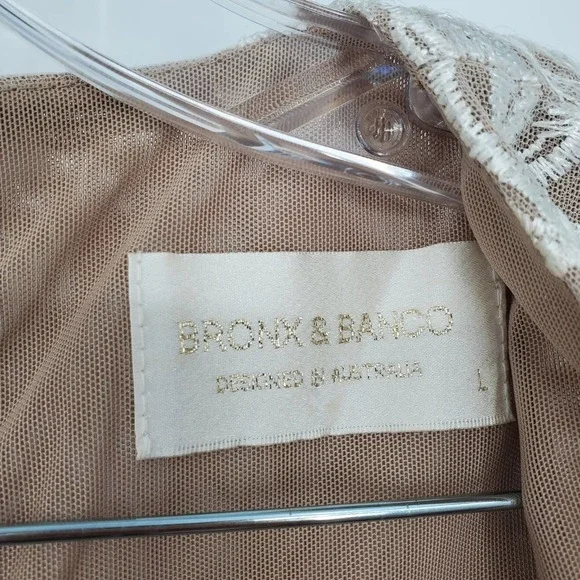 BRONX & BANCO
DESIGNED IN AUSTRALIA
L